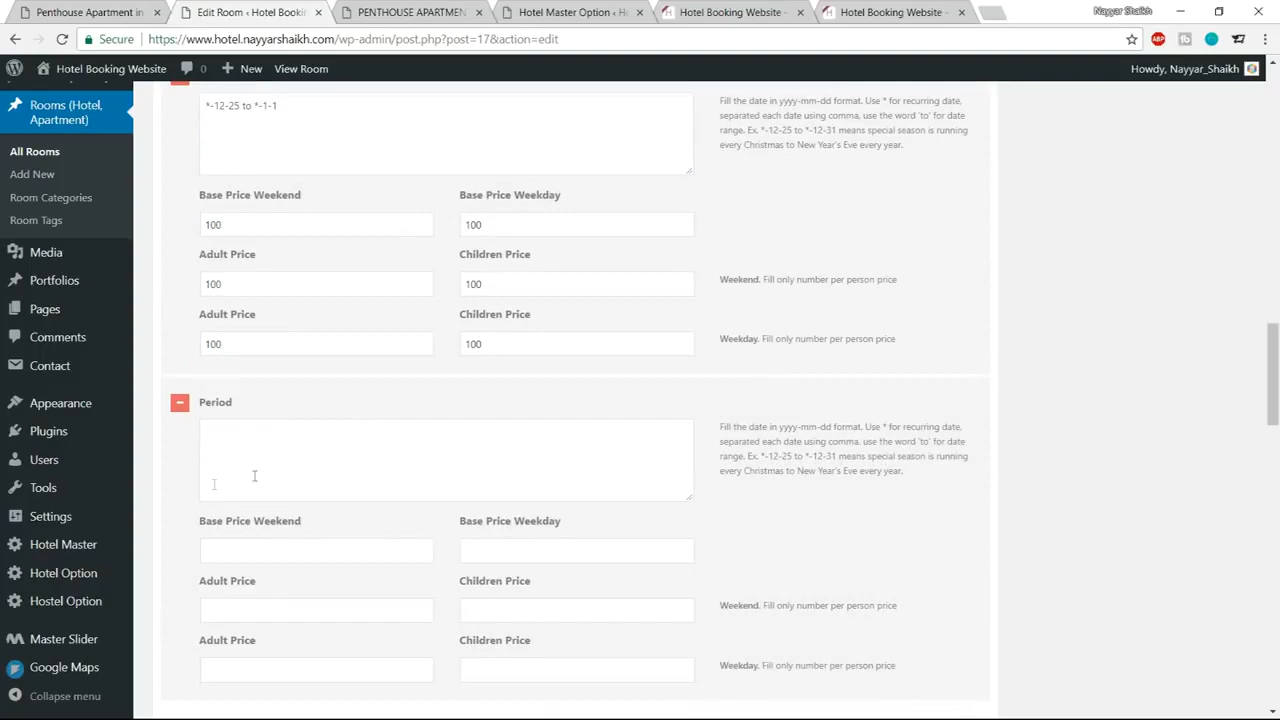 Penthouse Apartment in
Edit Room ‹ Hotel Bookin
PENTHOUSE APARTMEN
Hotel Master Option ‹ Ho
Hotel Booking Website –
Hotel Booking Website –
Nayyar Shaikh
Secure
https://www.hotel.nayyarshaikh.com/wp-admin/post.php?post=17&action=edit
ABP
Hotel Booking Website
0
New
View Room
Howdy, Nayyar_Shaikh
Rooms (Hotel,
Apartment)
All Rooms
Add New
Room Categories
Room Tags
Media
Portfolios
Pages
Comments
Contact
Appearance
Plugins
Users
Tools
Settings
Hotel Master
Hotel Option
Hostel Option
Master Slider
Google Maps
Collapse menu
*-12-25 to *-1-1
Fill the date in yyyy-mm-dd format. Use * for recurring date,
separated each date using comma, use the word 'to' for date
range. Ex. *-12-25 to *-12-31 means special season is running
every Christmas to New Year's Eve every year.
Base Price Weekend
Base Price Weekday
100
100
Adult Price
Children Price
100
100
Weekend. Fill only number per person price
Adult Price
Children Price
100
100
Weekday. Fill only number per person price
Period
Fill the date in yyyy-mm-dd format. Use * for recurring date,
separated each date using comma, use the word 'to' for date
range. Ex. *-12-25 to *-12-31 means special season is running
every Christmas to New Year's Eve every year.
Base Price Weekend
Base Price Weekday
Adult Price
Children Price
Weekend. Fill only number per person price
Adult Price
Children Price
Weekday. Fill only number per person price